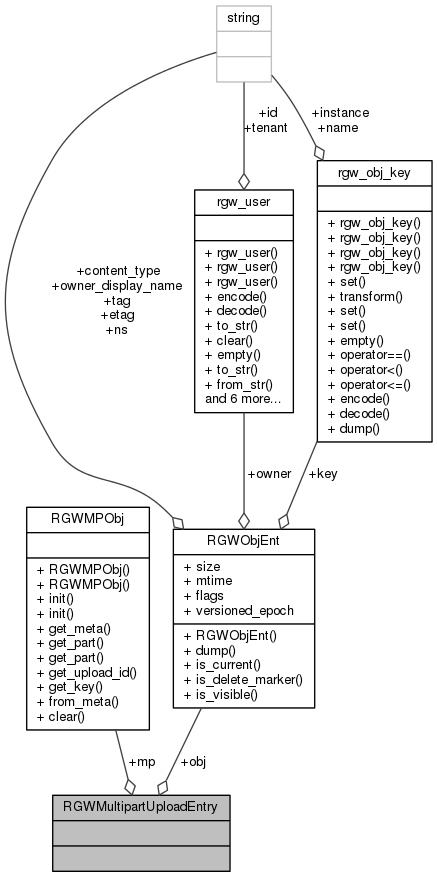 string
+id
+tenant
+instance
+name
rgw_user
+ rgw_user()
+ rgw_user()
+ rgw_user()
+ encode()
+ decode()
+ to_str()
+ clear()
+ empty()
+ to_str()
+ from_str()
and 6 more...
rgw_obj_key
+ rgw_obj_key()
+ rgw_obj_key()
+ rgw_obj_key()
+ rgw_obj_key()
+ set()
+ transform()
+ set()
+ set()
+ empty()
+ operator==()
+ operator<()
+ operator<=()
+ encode()
+ decode()
+ dump()
+content_type
+owner_display_name
+tag
+etag
+ns
+owner
+key
RGWMPObj
+ RGWMPObj()
+ RGWMPObj()
+ init()
+ init()
+ get_meta()
+ get_part()
+ get_part()
+ get_upload_id()
+ get_key()
+ from_meta()
+ clear()
RGWObjEnt
+ size
+ mtime
+ flags
+ versioned_epoch
+ RGWObjEnt()
+ dump()
+ is_current()
+ is_delete_marker()
+ is_visible()
+mp
+obj
RGWMultipartUploadEntry